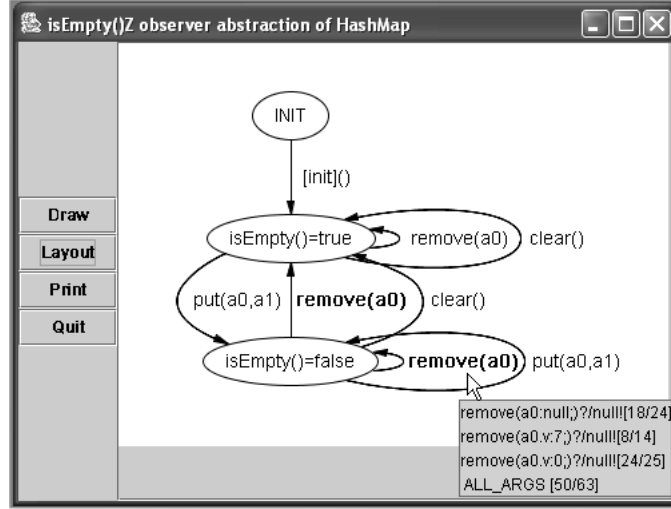 isEmpty()Z observer abstraction of HashMap
INIT
[init]()
Draw
Layout
Print
Quit
isEmpty()=true
remove(a0)
clear()
put(a0,a1)
remove(a0)
clear()
isEmpty()=false
remove(a0)
put(a0,a1)
remove(a0:null;)?/null![18/24]
remove(a0.v:7;)?/null![8/14]
remove(a0.v:0;)?/null![24/25]
ALL_ARGS [50/63]